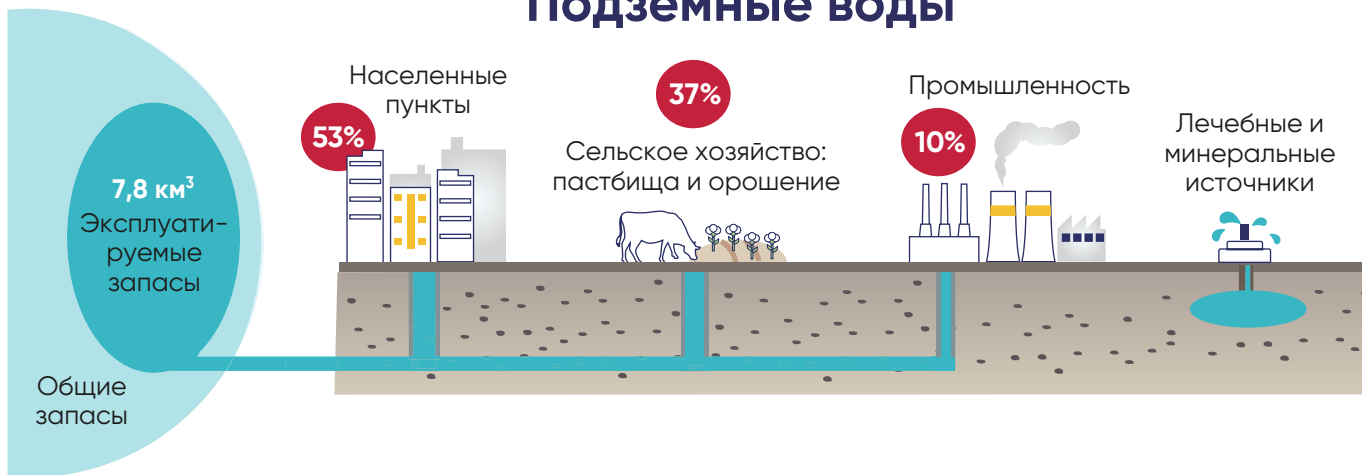 Подземные воды
Населенные
пункты
53%
37%
Сельское хозяйство:
пастбища и орошение
Промышленность
10%
Лечебные и
минеральные
источники
7,8 км³
Эксплуати-
руемые
запасы
Общие
запасы